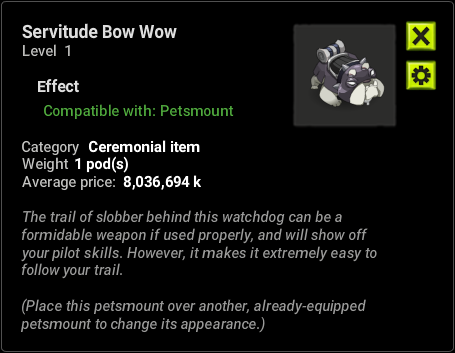 Servitude Bow Wow
Level 1
Effect
Compatible with: Petsmount
Category Ceremonial item
Weight 1 pod(s)
Average price: 8,036,694 k
The trail of slobber behind this watchdog can be a
formidable weapon if used properly, and will show off
your pilot skills. However, it makes it extremely easy to
follow your trail.
(Place this petsmount over another, already-equipped
petsmount to change its appearance.)